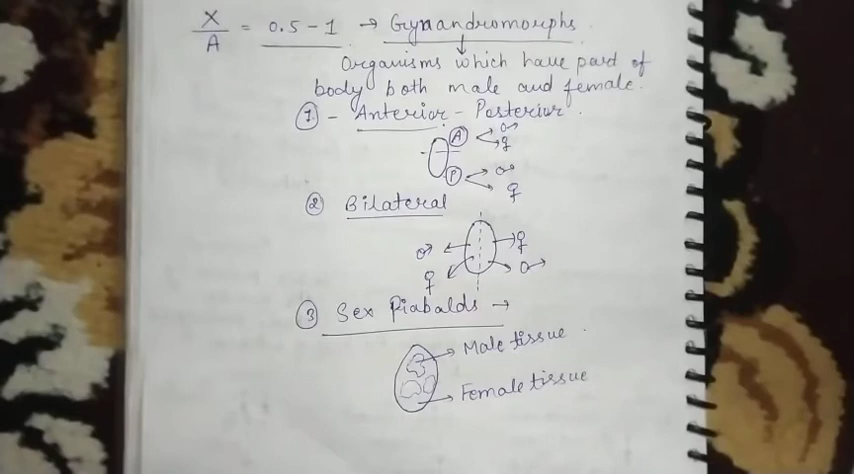 X/A = 0.5 - 1 → Gynandromorphs.
Organisms which have part of
body both male and female.
① - Anterior - Posterior.
A ♂
♀
P ♂
♀
② Bilateral
♂ ♀
♀ ♂
③ Sex Piabalds →
Male tissue.
Female tissue